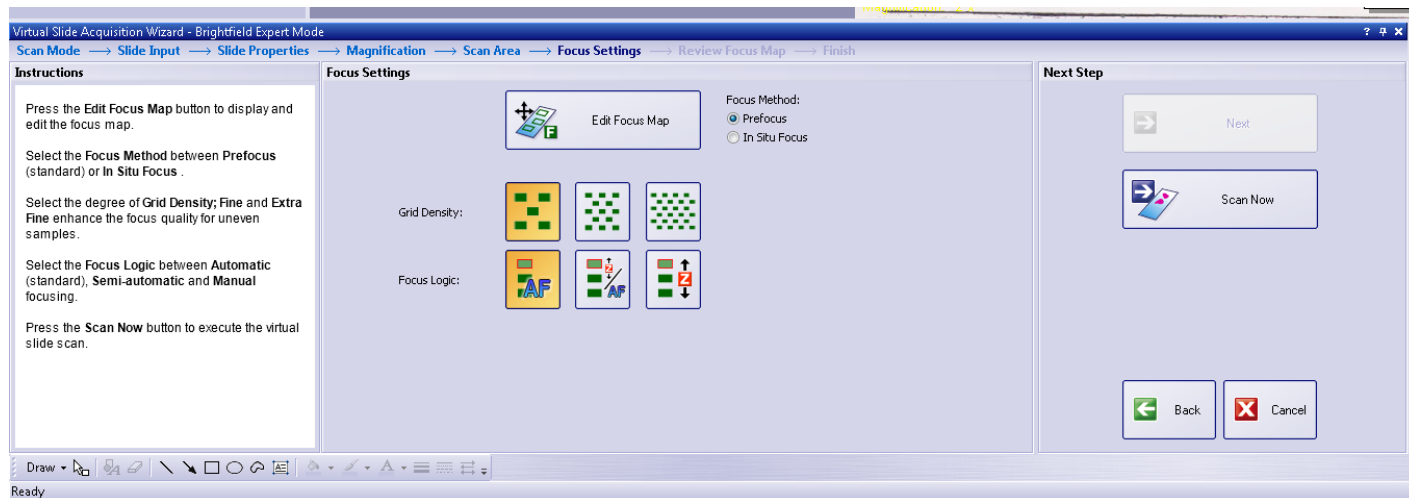 Virtual Slide Acquisition Wizard - Brightfield Expert Mode
Scan Mode → Slide Input → Slide Properties → Magnification → Scan Area → Focus Settings → Review Focus Map → Finish
Instructions
Press the Edit Focus Map button to display and
edit the focus map.
Select the Focus Method between Prefocus
(standard) or In Situ Focus .
Select the degree of Grid Density; Fine and Extra
Fine enhance the focus quality for uneven
samples.
Select the Focus Logic between Automatic
(standard), Semi-automatic and Manual
focusing.
Press the Scan Now button to execute the virtual
slide scan.
Focus Settings
F
Edit Focus Map
Focus Method:
Prefocus
In Situ Focus
Grid Density:
Focus Logic:
AF
Z
AF
Z
Next Step
Next
Scan Now
Back
Cancel
Draw
Ready